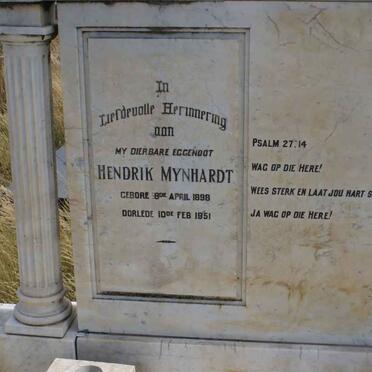 In
Liefdevolle Herinnering
aan
MY DIERBARE EGGENOOT
HENDRIK MYNHARDT
GEBORE 8STE APRIL 1898
OORLEDE 10DE FEB 1951
PSALM 27:14
WAG OP DIE HERE!
WEES STERK EN LAAT JOU HART S
JA WAG OP DIE HERE!